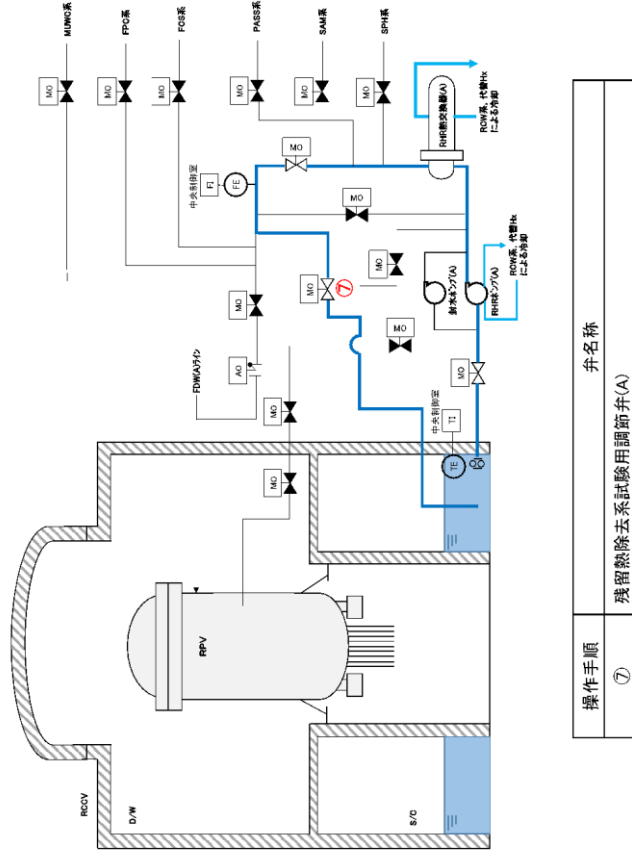 MUWC系
FPC系
FCS系
PASS系
SAM系
SPH系
MO
MO
MO
MO
MO
MO
中央制御室
FI
FE
MO
RHR熱交換器(A)
RCW系, 代替Hx
による冷却
MO
MO
⑦
MO
MO
封水ポンプ(A)
RHRポンプ(A)
RCW系, 代替Hx
による冷却
MO
MO
AO
FDW(A)ライン
MO
MO
中央制御室
TI
TE
RPV
RCCV
D/W
S/C
操作手順
弁名称
⑦
残留熱除去系試験用調節弁(A)